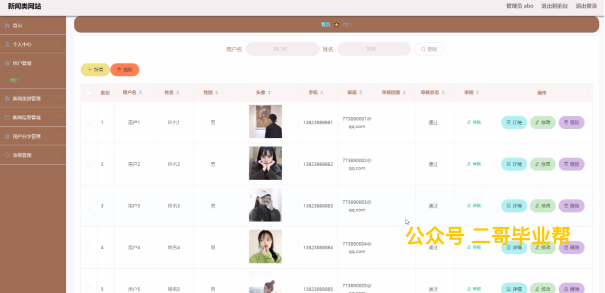 新闻类网站
管理员 abo 退出到前台 退出登录
首页
个人中心
用户管理
用户
新闻类型管理
新闻信息管理
用户分享管理
系统管理
首页 用户
用户名 用户名 姓名 姓名 查询
+ 新增 删除
索引 用户名 姓名 性别 头像 手机 邮箱 审核回复 审核状态 审核 操作
1 用户1 姓名1 男 13823888881 773890001@qq.com 通过 审核 详情 修改 删除
2 用户2 姓名2 男 13823888882 773890002@qq.com 通过 审核 详情 修改 删除
3 用户3 姓名3 男 13823888883 773890003@qq.com 通过 审核 详情 修改 删除
4 用户4 姓名4 男 13823888884 773890004@qq.com 通过 审核 详情 修改 删除
5 用户5 姓名5 男 13823888885 773890005@ 通过 审核 详情 修改 删除
公众号 二哥毕业帮